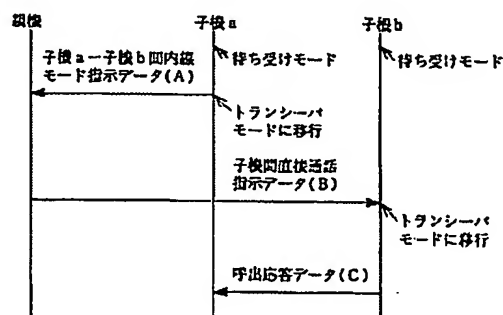 親機
子機a
子機b
待ち受けモード
待ち受けモード
子機a－子機b間内線
モード指示データ(A)
トランシーバ
モードに移行
子機間直接通話
指示データ(B)
トランシーバ
モードに移行
呼出応答データ(C)